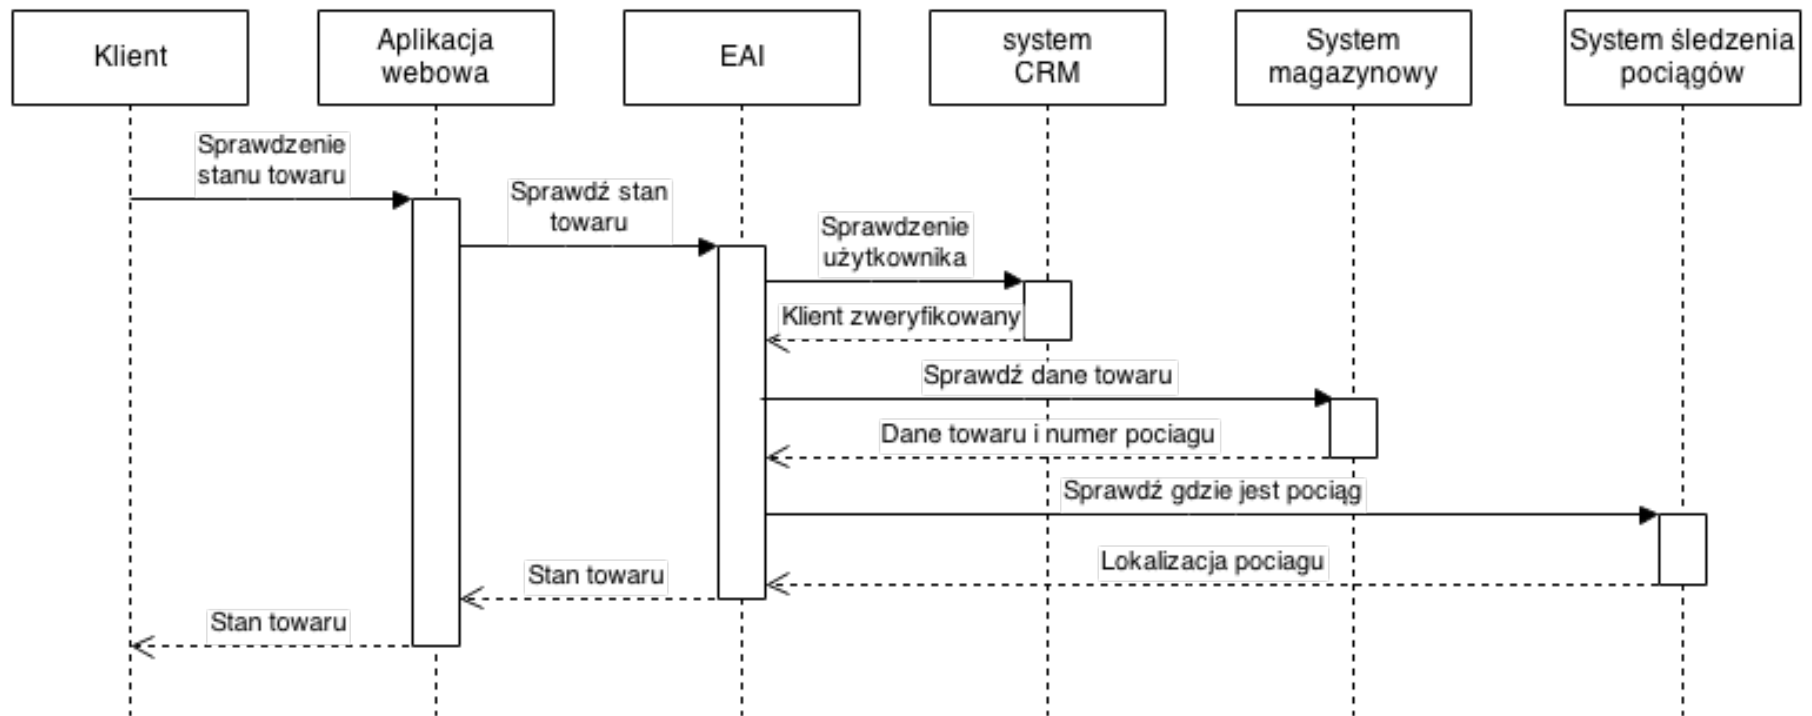 Klient
Aplikacja
webowa
EAI
system
CRM
System
magazynowy
System śledzenia
pociągów
Sprawdzenie
stanu towaru
Sprawdź stan
towaru
Sprawdzenie
użytkownika
Klient zweryfikowany
Sprawdź dane towaru
Dane towaru i numer pociagu
Sprawdź gdzie jest pociąg
Lokalizacja pociagu
Stan towaru
Stan towaru